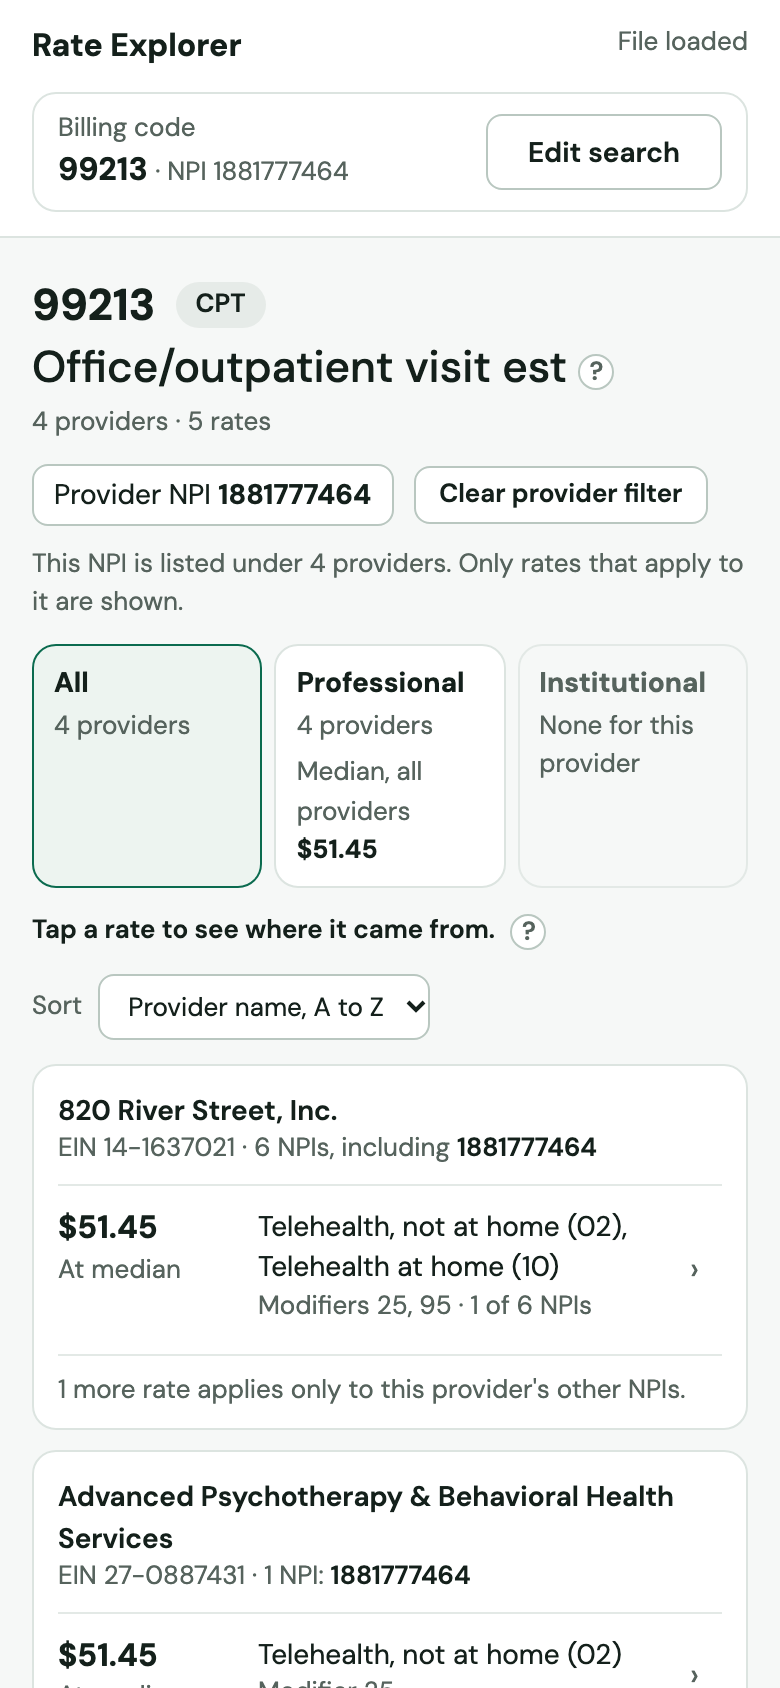 Rate Explorer
File loaded
Billing code
99213 · NPI 1881777464
Edit search
99213 CPT
Office/outpatient visit est ?
4 providers · 5 rates
Provider NPI 1881777464
Clear provider filter
This NPI is listed under 4 providers. Only rates that apply to
it are shown.
All
4 providers
Professional
4 providers
Median, all
providers
$51.45
Institutional
None for this
provider
Tap a rate to see where it came from. ?
Sort
Provider name, A to Z
820 River Street, Inc.
EIN 14-1637021 · 6 NPIs, including 1881777464
$51.45
At median
Telehealth, not at home (02),
Telehealth at home (10)
Modifiers 25, 95 · 1 of 6 NPIs
›
1 more rate applies only to this provider's other NPIs.
Advanced Psychotherapy & Behavioral Health
Services
EIN 27-0887431 · 1 NPI: 1881777464
$51.45
Telehealth, not at home (02)
›